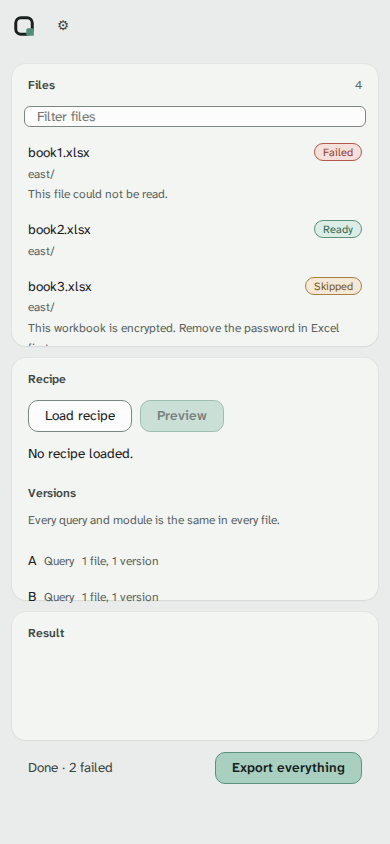 Files 4
Filter files
book1.xlsx Failed
east/
This file could not be read.
book2.xlsx Ready
east/
book3.xlsx Skipped
east/
This workbook is encrypted. Remove the password in Excel
Recipe
Load recipe Preview
No recipe loaded.
Versions
Every query and module is the same in every file.
A Query 1 file, 1 version
B Query 1 file, 1 version
Result
Done · 2 failed Export everything